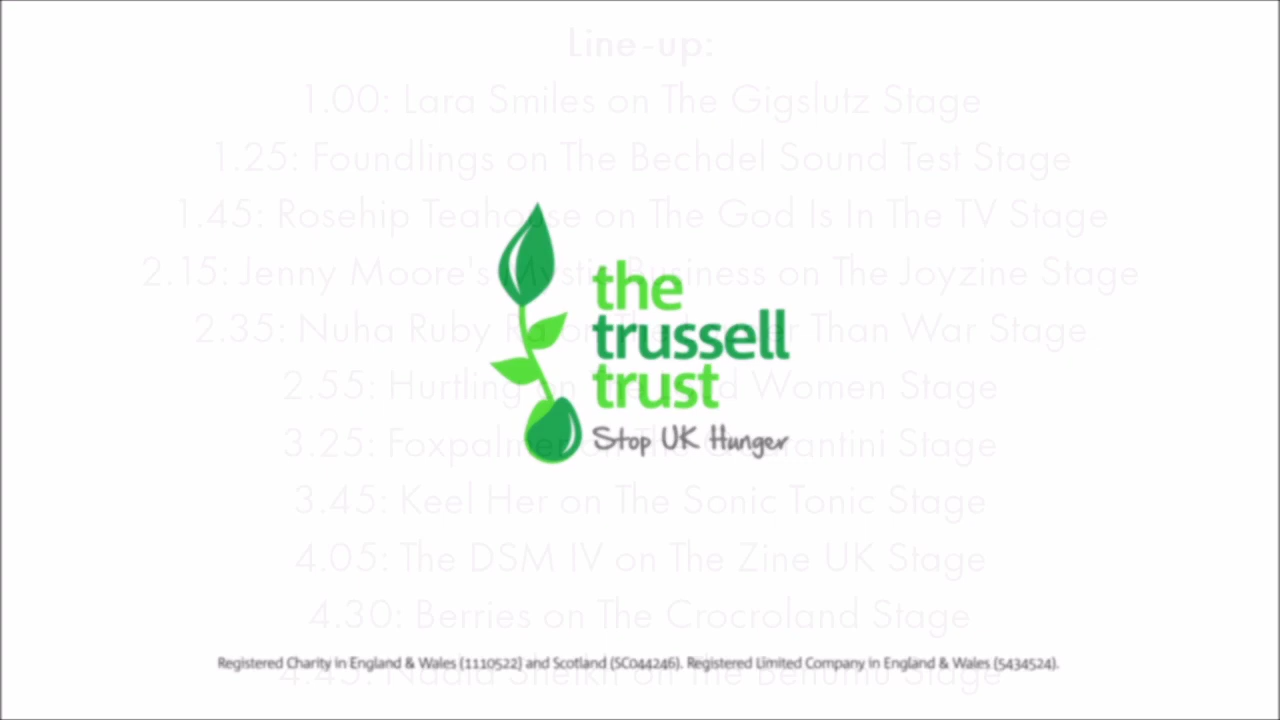 Line-up:
1.00: Lara Smiles on The Gigslutz Stage
1.25: Foundlings on The Bechdel Sound Test Stage
1.45: Rosehip Teahouse on The God Is In The TV Stage
2.15: Jenny Moore's Mystic Business on The Joyzine Stage
2.35: Nuha Ruby Ra on The Louder Than War Stage
2.55: Hurtling on The Loud Women Stage
3.25: Foxpalmer on The Quarantini Stage
3.45: Keel Her on The Sonic Tonic Stage
4.05: The DSM IV on The Zine UK Stage
4.30: Berries on The Crocroland Stage
4.45: Nadia Sheikh on The Stage
the
trussell
trust
Stop UK Hunger
Registered Charity in England & Wales (1110522) and Scotland (SC044246). Registered Limited Company in England & Wales (5434524).